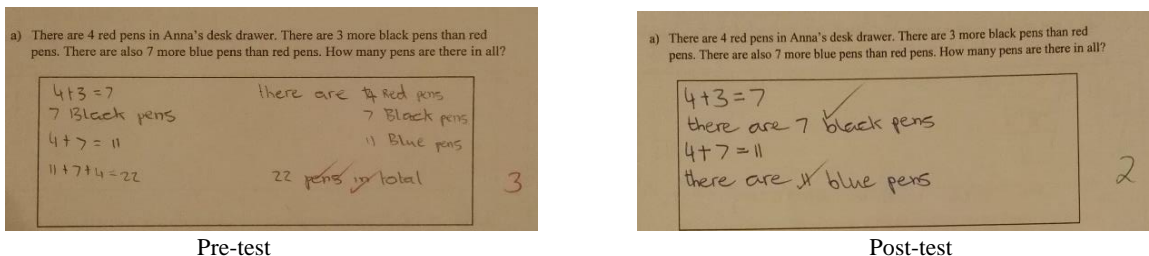 a) There are 4 red pens in Anna's desk drawer. There are 3 more black pens than red
pens. There are also 7 more blue pens than red pens. How many pens are there in all?
4+3=7
7 Black pens
4+7=11
11+7+4=22
there are 4 Red pens
7 Black pens
11 Blue pens
22 pens in total
3
Pre-test
a) There are 4 red pens in Anna's desk drawer. There are 3 more black pens than red
pens. There are also 7 more blue pens than red pens. How many pens are there in all?
4+3=7
there are 7 black pens
4+7=11
there are 11 blue pens
2
Post-test